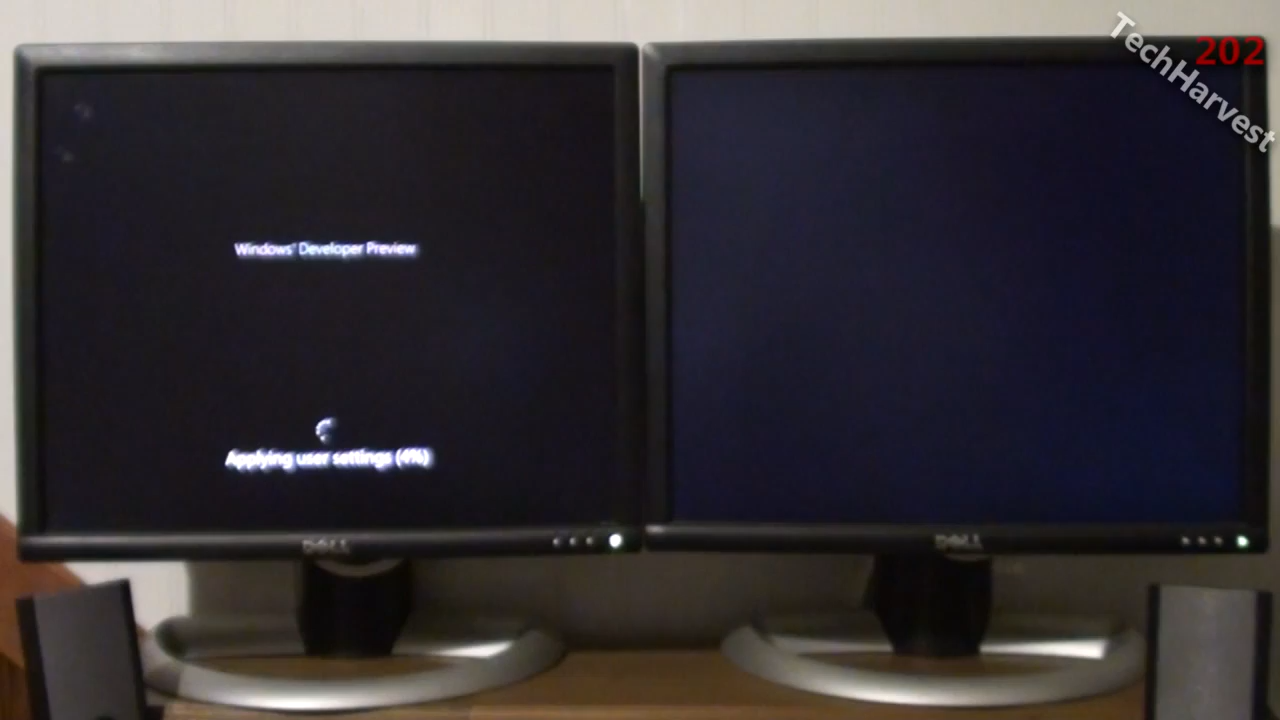 TechHarvest
202
Windows® Developer Preview
Applying user settings (4%)
DELL
DELL